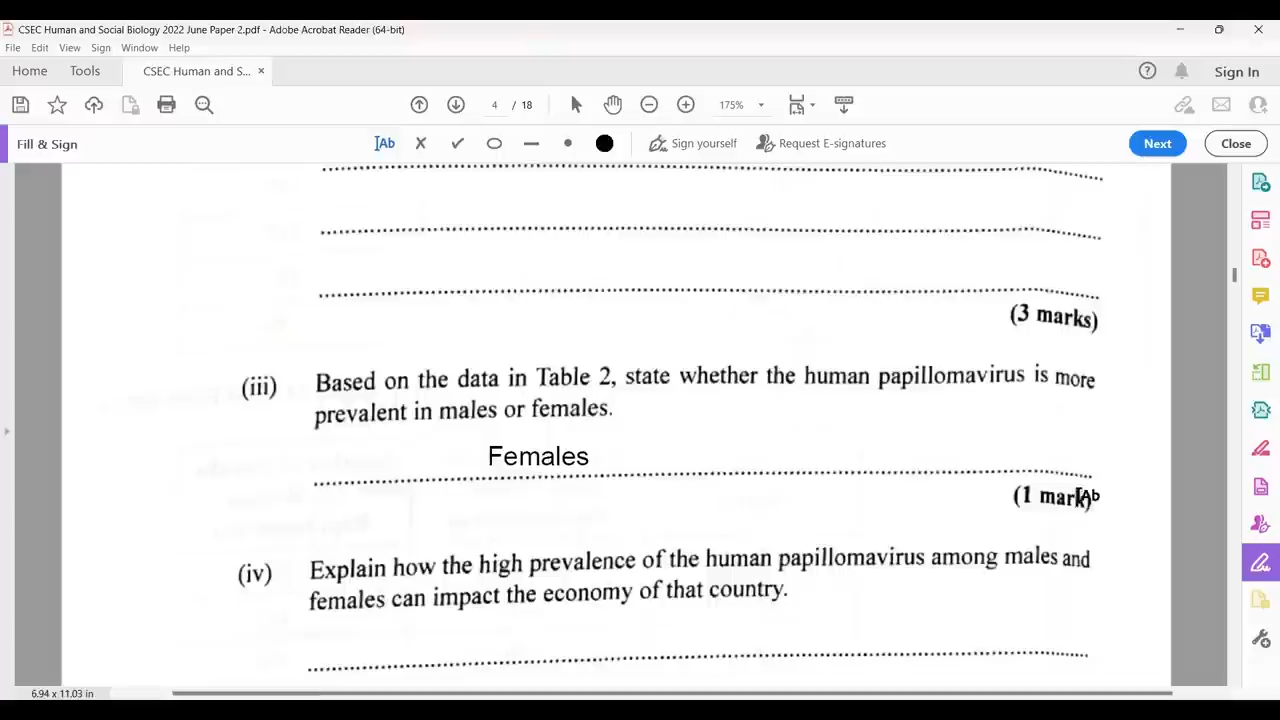 CSEC Human and Social Biology 2022 June Paper 2.pdf - Adobe Acrobat Reader (64-bit)
File Edit View Sign Window Help
Home Tools CSEC Human and S... × Sign In
4 / 18 175%
Fill & Sign Ab Sign yourself Request E-signatures Next Close
(3 marks)
(iii) Based on the data in Table 2, state whether the human papillomavirus is more
prevalent in males or females.
Females
(1 mark)
Ab
(iv) Explain how the high prevalence of the human papillomavirus among males and
females can impact the economy of that country.
6.94 x 11.03 in